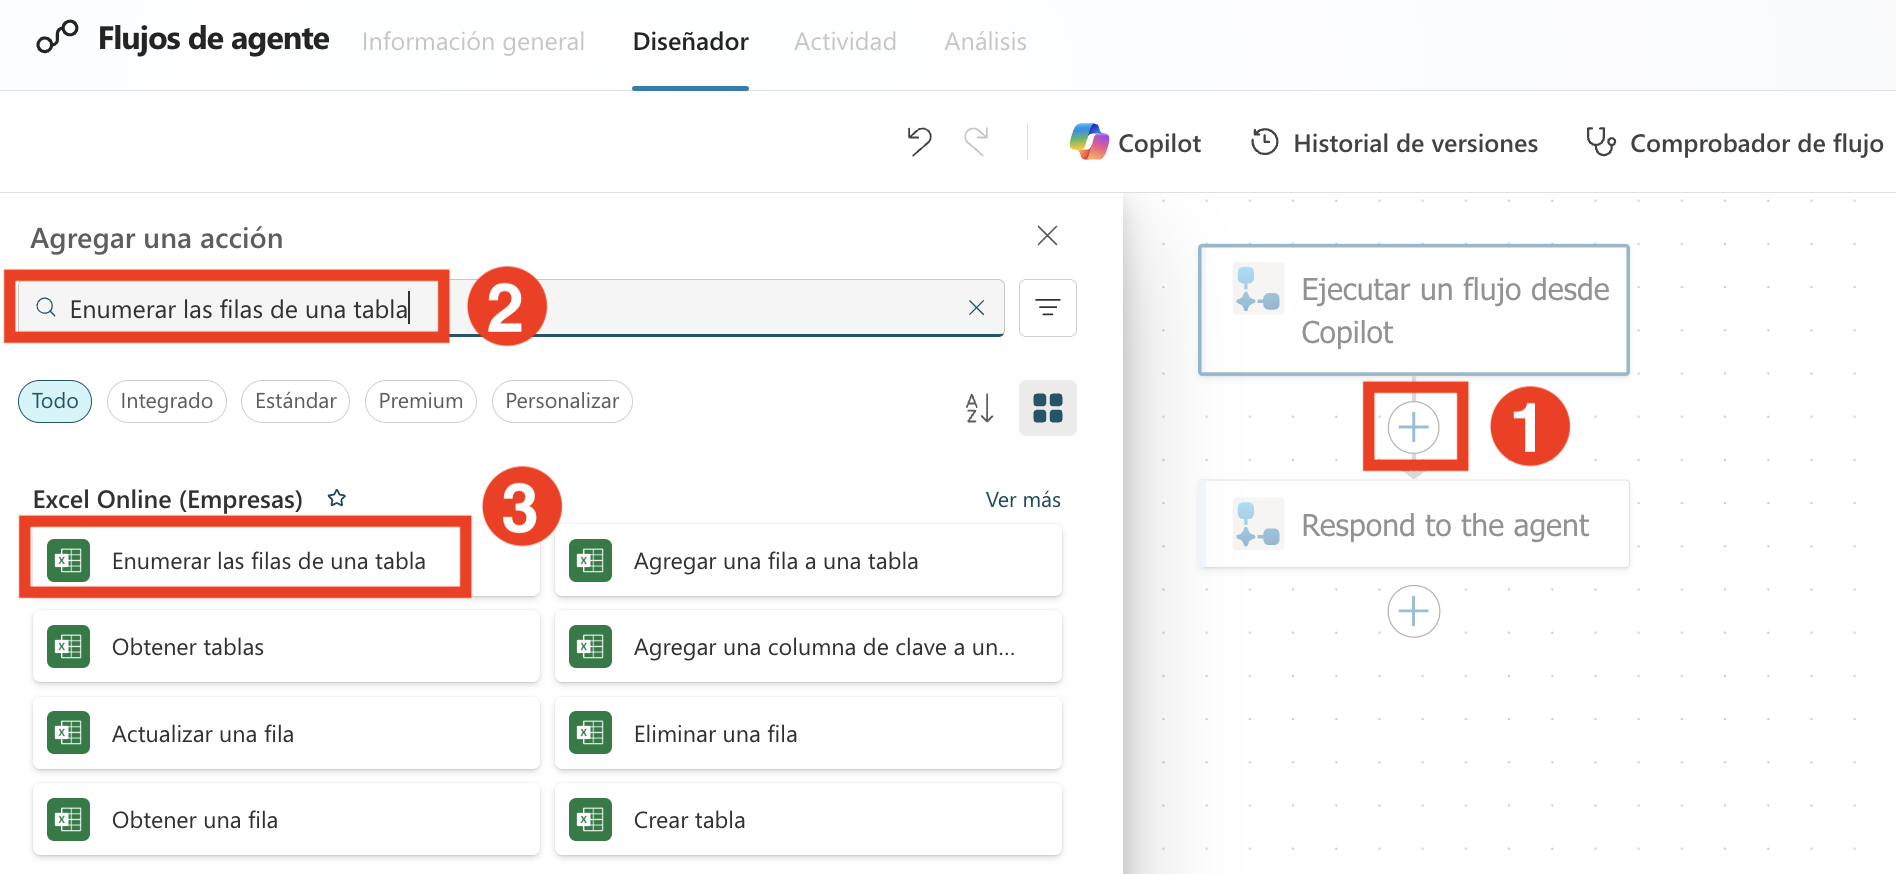 Flujos de agente
Información general
Diseñador
Actividad
Análisis
Copilot
Historial de versiones
Comprobador de flujo
Agregar una acción
Enumerar las filas de una tabla
2
Todo
Integrado
Estándar
Premium
Personalizar
A
Z
Excel Online (Empresas)
3
Ver más
Enumerar las filas de una tabla
Agregar una fila a una tabla
Obtener tablas
Agregar una columna de clave a un...
Actualizar una fila
Eliminar una fila
Obtener una fila
Crear tabla
Ejecutar un flujo desde
Copilot
1
Respond to the agent